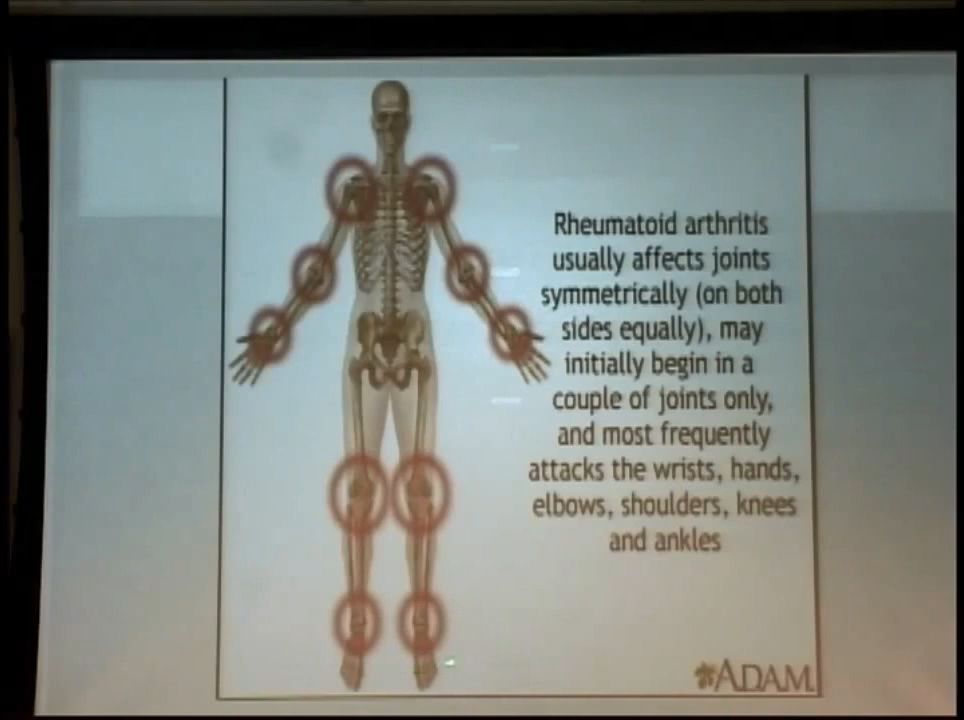 Rheumatoid arthritis
usually affects joints
symmetrically (on both
sides equally), may
initially begin in a
couple of joints only,
and most frequently
attacks the wrists, hands,
elbows, shoulders, knees
and ankles
ADAM